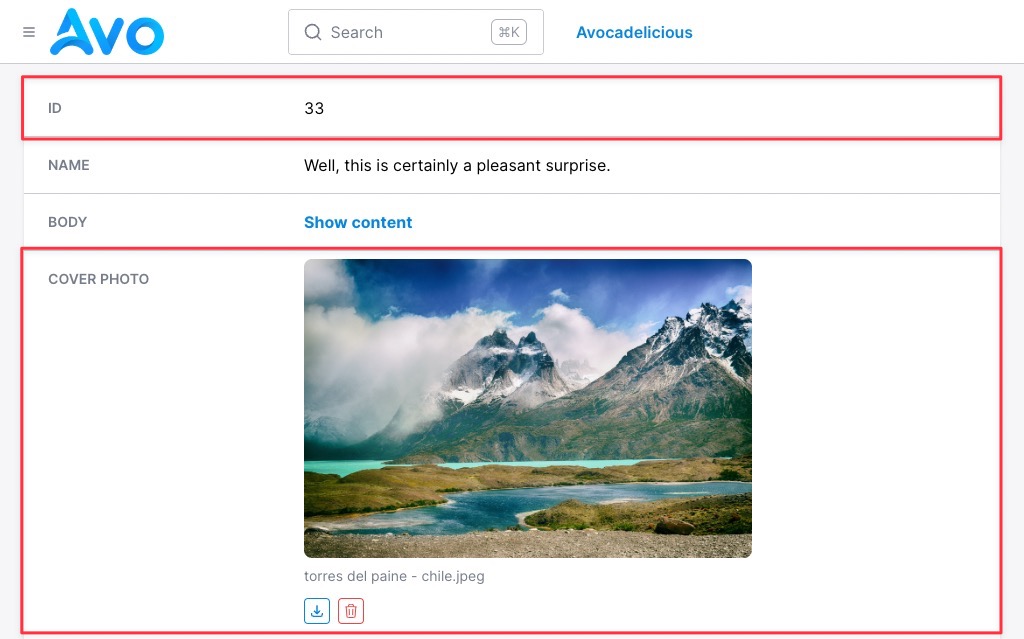 Avo
Search
⌘K
Avocadelicious
ID
33
NAME
Well, this is certainly a pleasant surprise.
BODY
Show content
COVER PHOTO
torres del paine - chile.jpeg